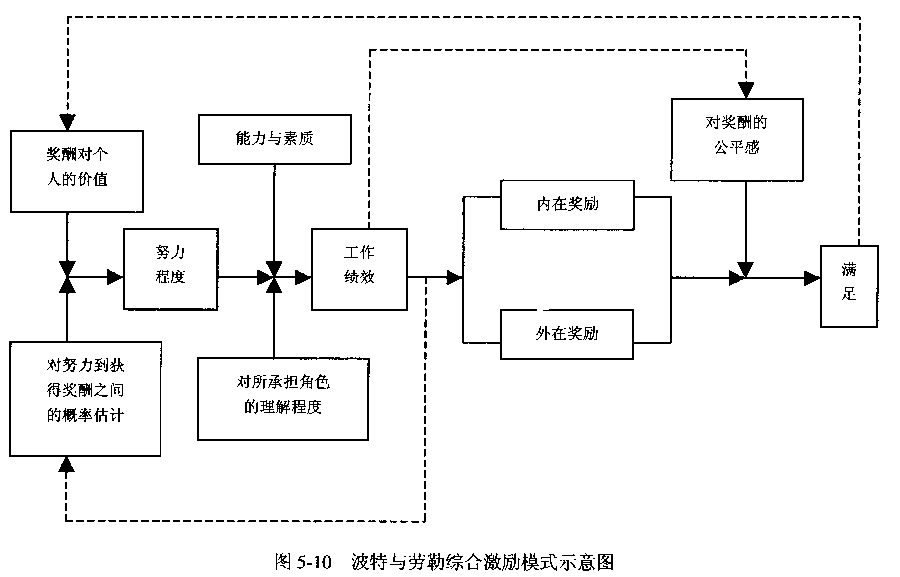 能力与素质
对奖酬的
公平感
奖酬对个
人的价值
内在奖励
努力
程度
工作
绩效
满
足
外在奖励
对努力到获
得奖酬之间
的概率估计
对所承担角色
的理解程度
图 5-10 波特与劳勒综合激励模式示意图